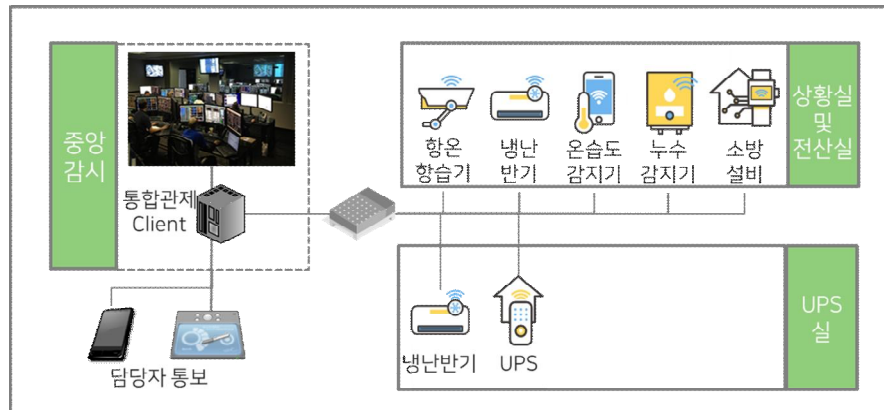 중앙
감시
통합관제
Client
담당자 통보
항온
항습기
냉난
반기
온습도
감지기
누수
감지기
소방
설비
상황실
및
전산실
냉난반기
UPS
UPS
실